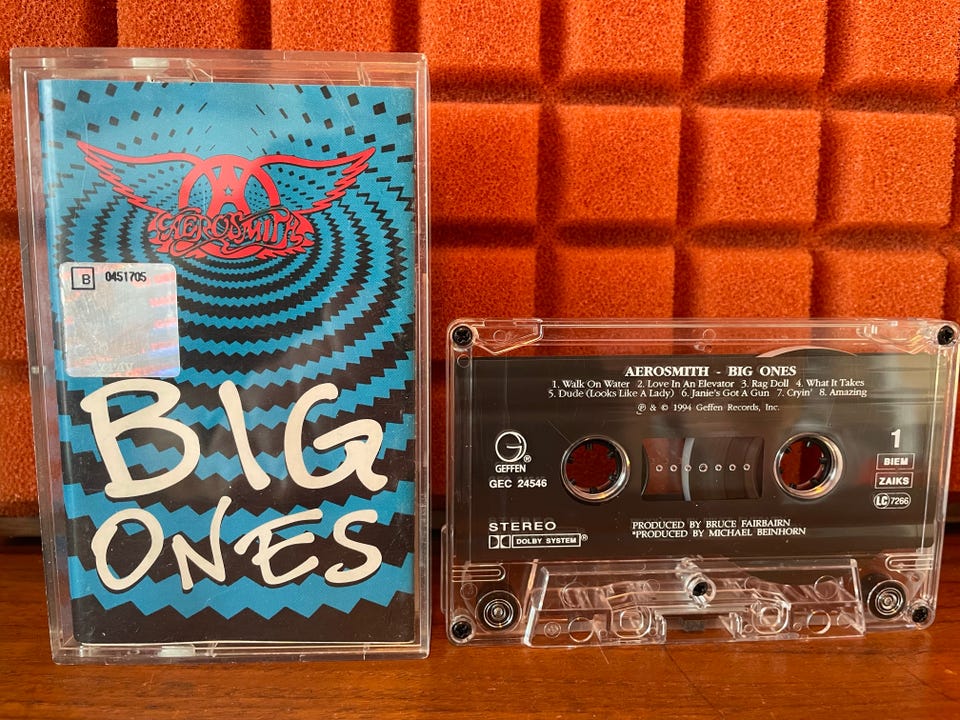 AEROSMITH
B 0451705
BIG
ONES
AEROSMITH - BIG ONES
1. Walk On Water 2. Love In An Elevator 3. Rag Doll 4. What It Takes
5. Dude (Looks Like A Lady) 6. Janie's Got A Gun 7. Cryin' 8. Amazing
℗ & © 1994 Geffen Records, Inc.
G
GEFFEN®
GEC 24546
1
BIEM
ZAIKS
LC 7266
STEREO
DOLBY SYSTEM®
PRODUCED BY BRUCE FAIRBAIRN
*PRODUCED BY MICHAEL BEINHORN